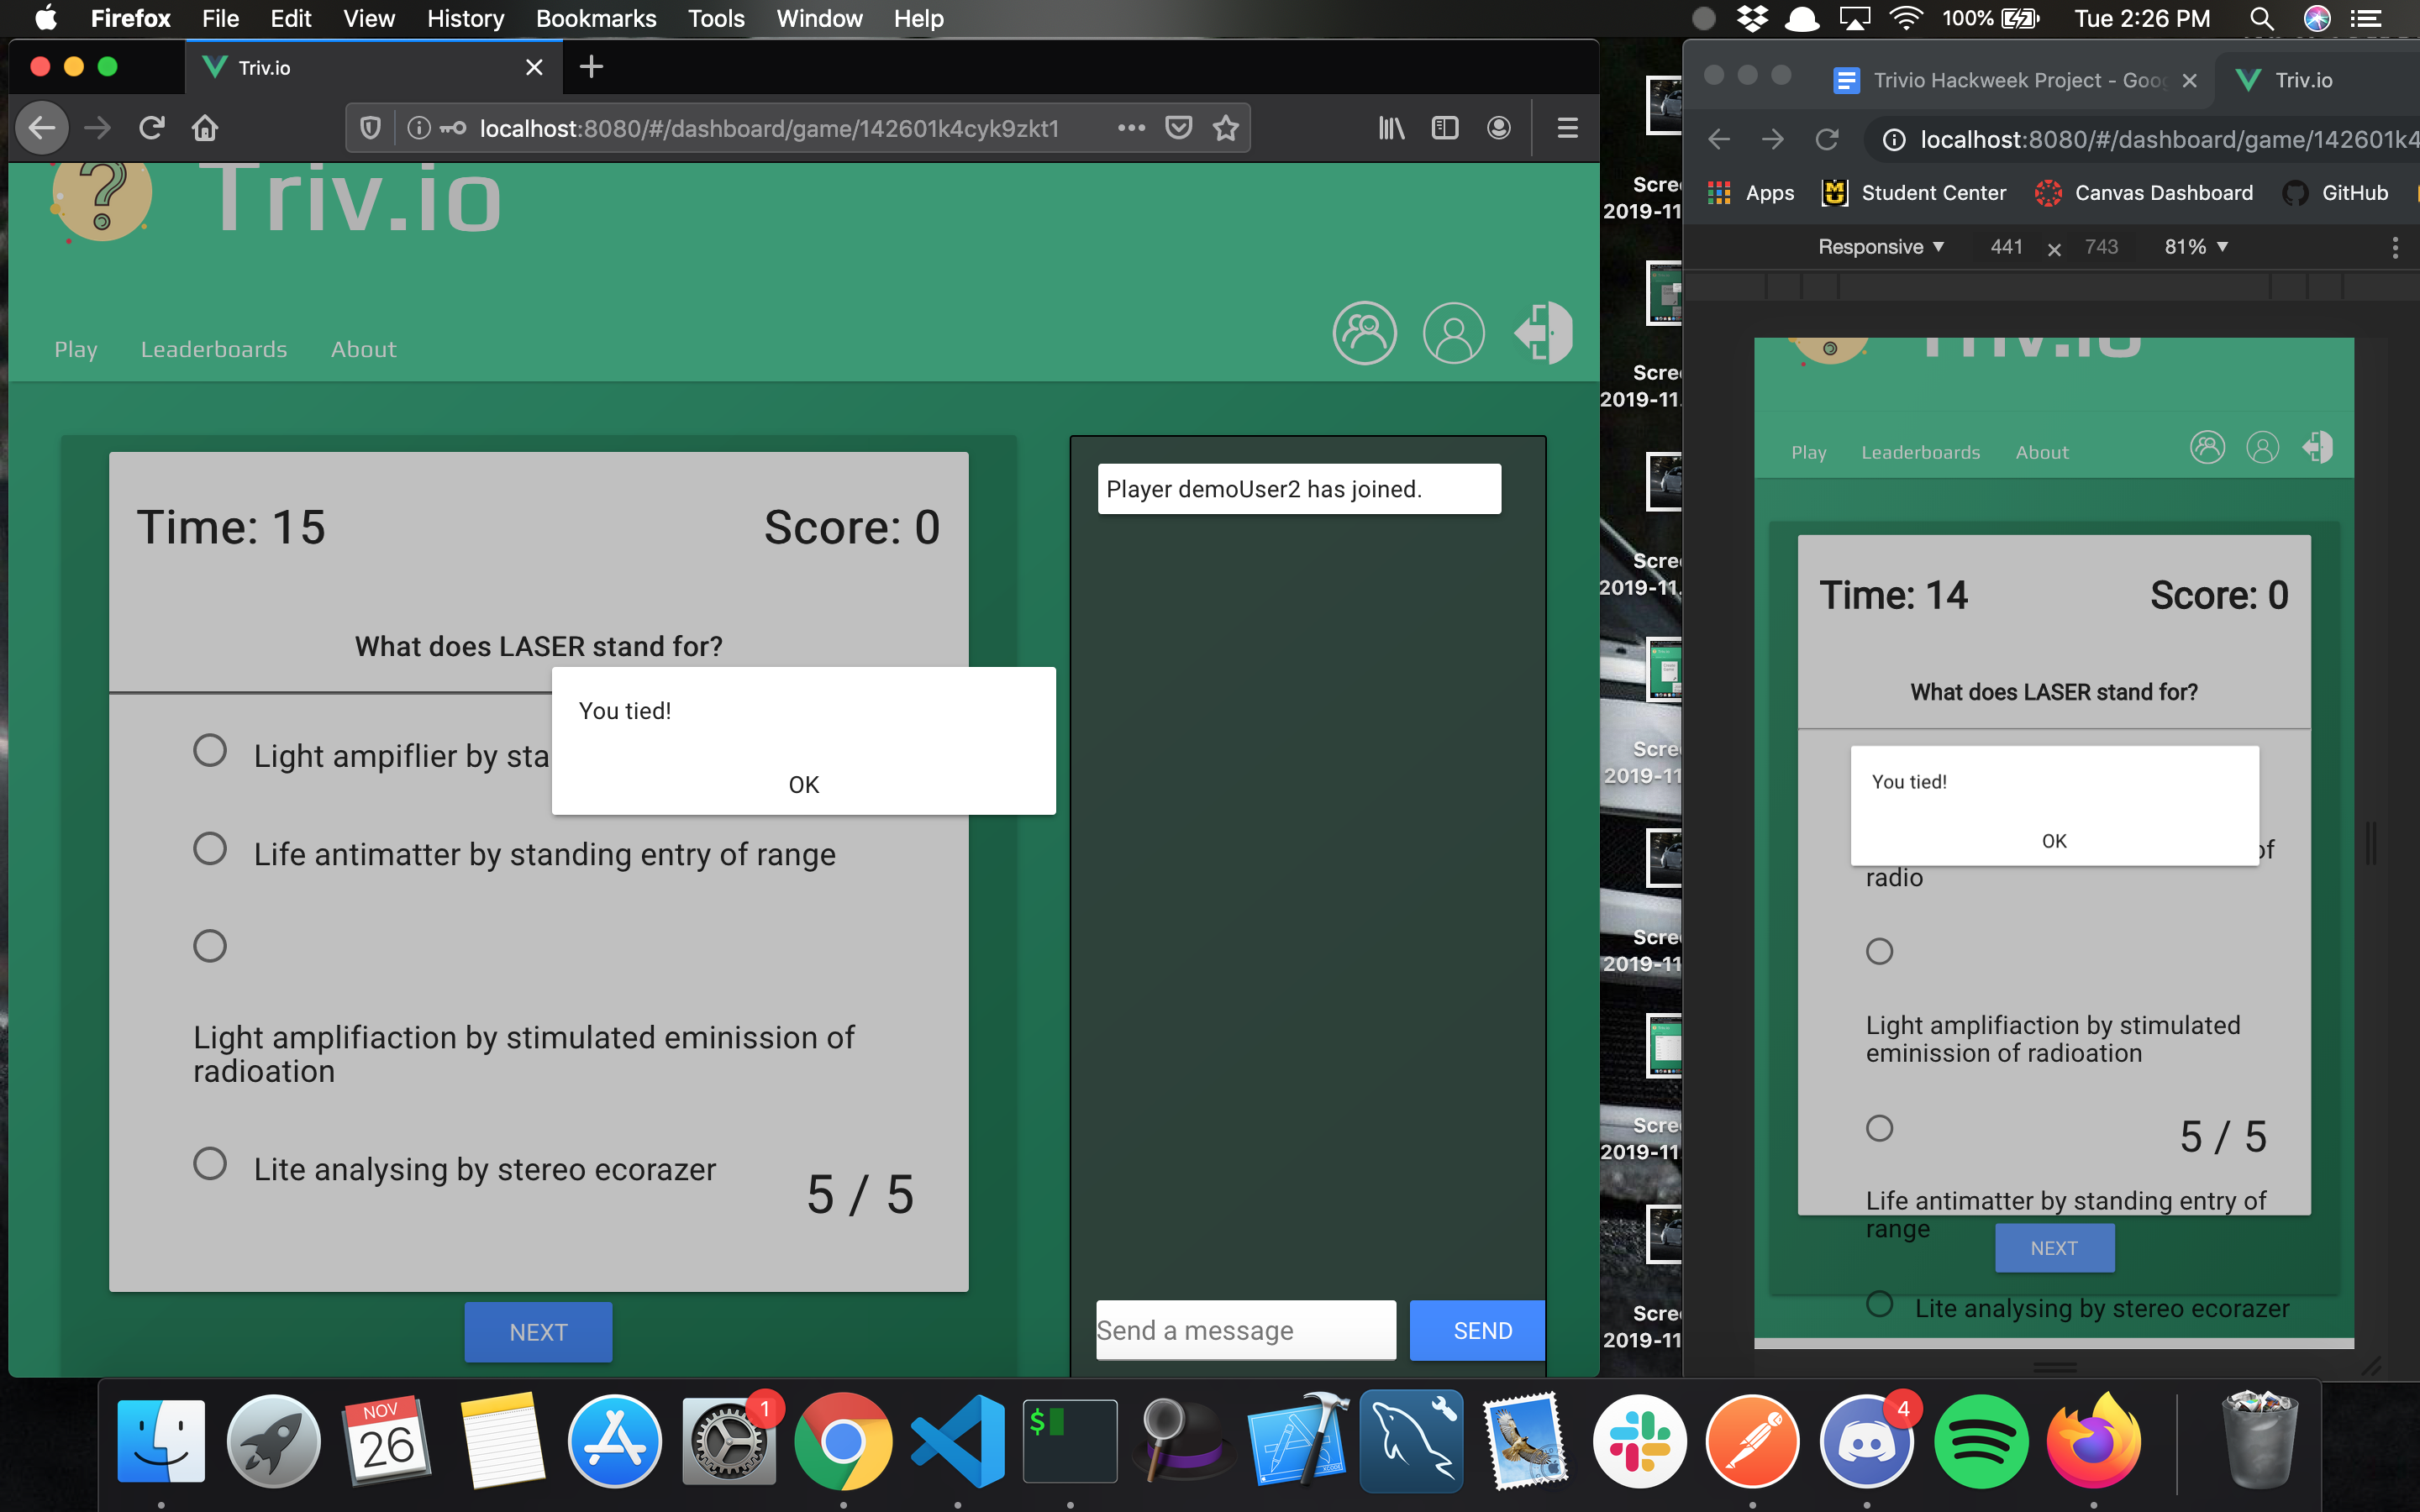 Firefox File Edit View History Bookmarks Tools Window Help
100% Tue 2:26 PM
Triv.io
localhost:8080/#/dashboard/game/142601k4cyk9zkt1
Triv.io
Play Leaderboards About
Time: 15 Score: 0
What does LASER stand for?
Light ampiflier by sta
Life antimatter by standing entry of range
Light amplifiaction by stimulated eminission of
radioation
Lite analysing by stereo ecorazer
5 / 5
NEXT
You tied!
OK
Player demoUser2 has joined.
Send a message
SEND
Scre
2019-11
Scre
2019-11.
Scre
2019-11.
Scre
2019-11
Scre
2019-11
Scre
2019-11
Scre
2019-11
Trivio Hackweek Project - Goog
Triv.io
localhost:8080/#/dashboard/game/142601k4
Apps Student Center Canvas Dashboard GitHub
Responsive 441 x 743 81%
Triv.io
Play Leaderboards About
Time: 14 Score: 0
What does LASER stand for?
You tied!
OK
of
radio
Light amplifiaction by stimulated
eminission of radioation
5 / 5
Life antimatter by standing entry of
range
NEXT
Lite analysing by stereo ecorazer
NOV
26
1
$
4